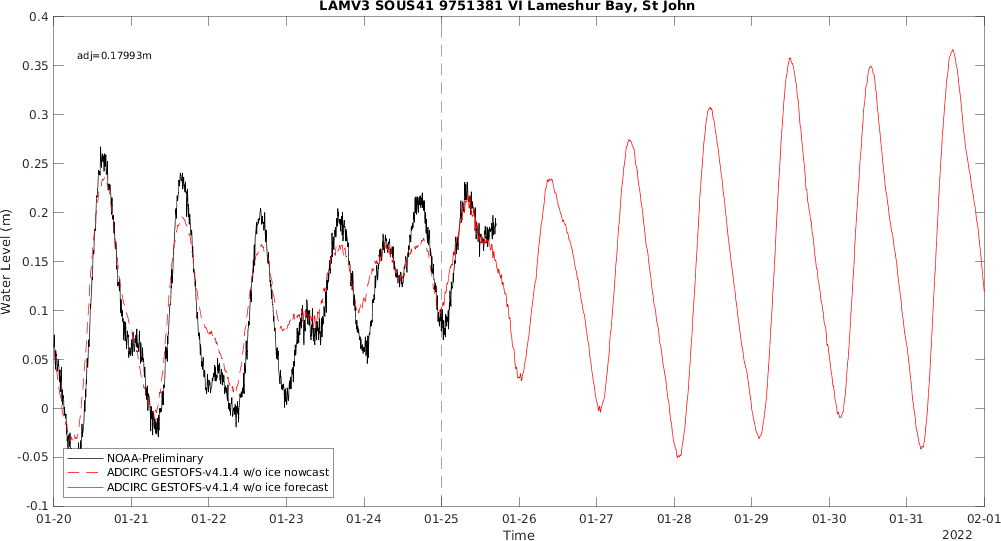 LAMV3 SOUS41 9751381 VI Lameshur Bay, St John
adj=0.17993m
0.4
0.35
0.3
0.25
0.2
0.15
0.1
0.05
0
-0.05
-0.1
Water Level (m)
NOAA-Preliminary
ADCIRC GESTOFS-v4.1.4 w/o ice nowcast
ADCIRC GESTOFS-v4.1.4 w/o ice forecast
01-20 01-21 01-22 01-23 01-24 01-25 01-26 01-27 01-28 01-29 01-30 01-31 02-01
Time
2022